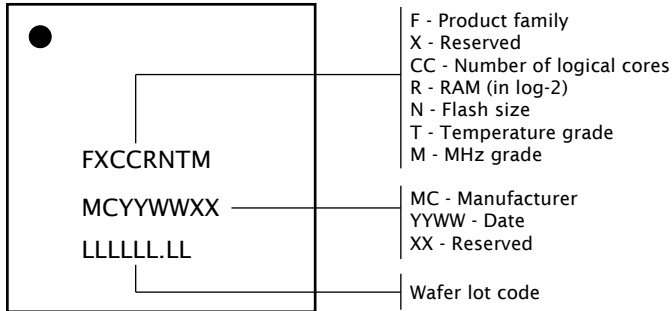 F - Product family
X - Reserved
CC - Number of logical cores
R - RAM (in log-2)
N - Flash size
T - Temperature grade
M - MHz grade
FXCCRNTM
MCYYWWXX
LLLLLL.LL
MC - Manufacturer
YYWW - Date
XX - Reserved
Wafer lot code